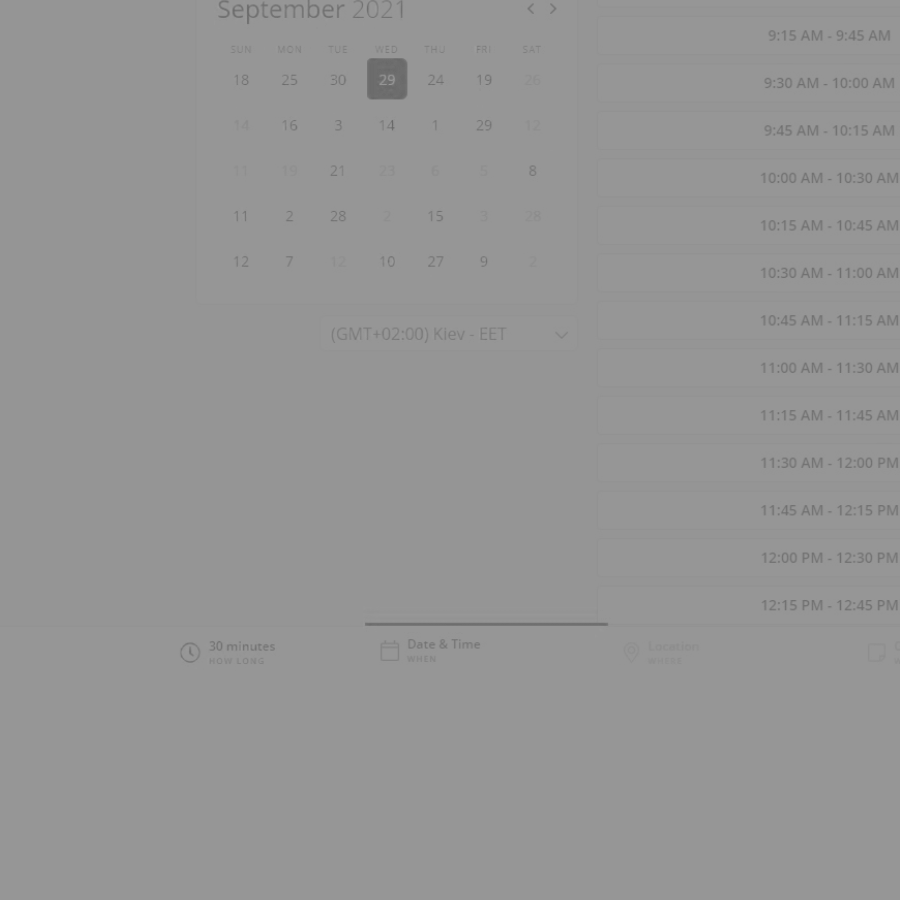 September 2021
SUN MON TUE WED THU FRI SAT
18 25 30 29 24 19 26
14 16 3 14 1 29 12
11 19 21 23 6 5 8
11 2 28 2 15 3 28
12 7 12 10 27 9 2
(GMT+02:00) Kiev - EET
9:15 AM - 9:45 AM
9:30 AM - 10:00 AM
9:45 AM - 10:15 AM
10:00 AM - 10:30 AM
10:15 AM - 10:45 AM
10:30 AM - 11:00 AM
10:45 AM - 11:15 AM
11:00 AM - 11:30 AM
11:15 AM - 11:45 AM
11:30 AM - 12:00 PM
11:45 AM - 12:15 PM
12:00 PM - 12:30 PM
12:15 PM - 12:45 PM
30 minutes
HOW LONG
Date & Time
WHEN
Location
WHERE